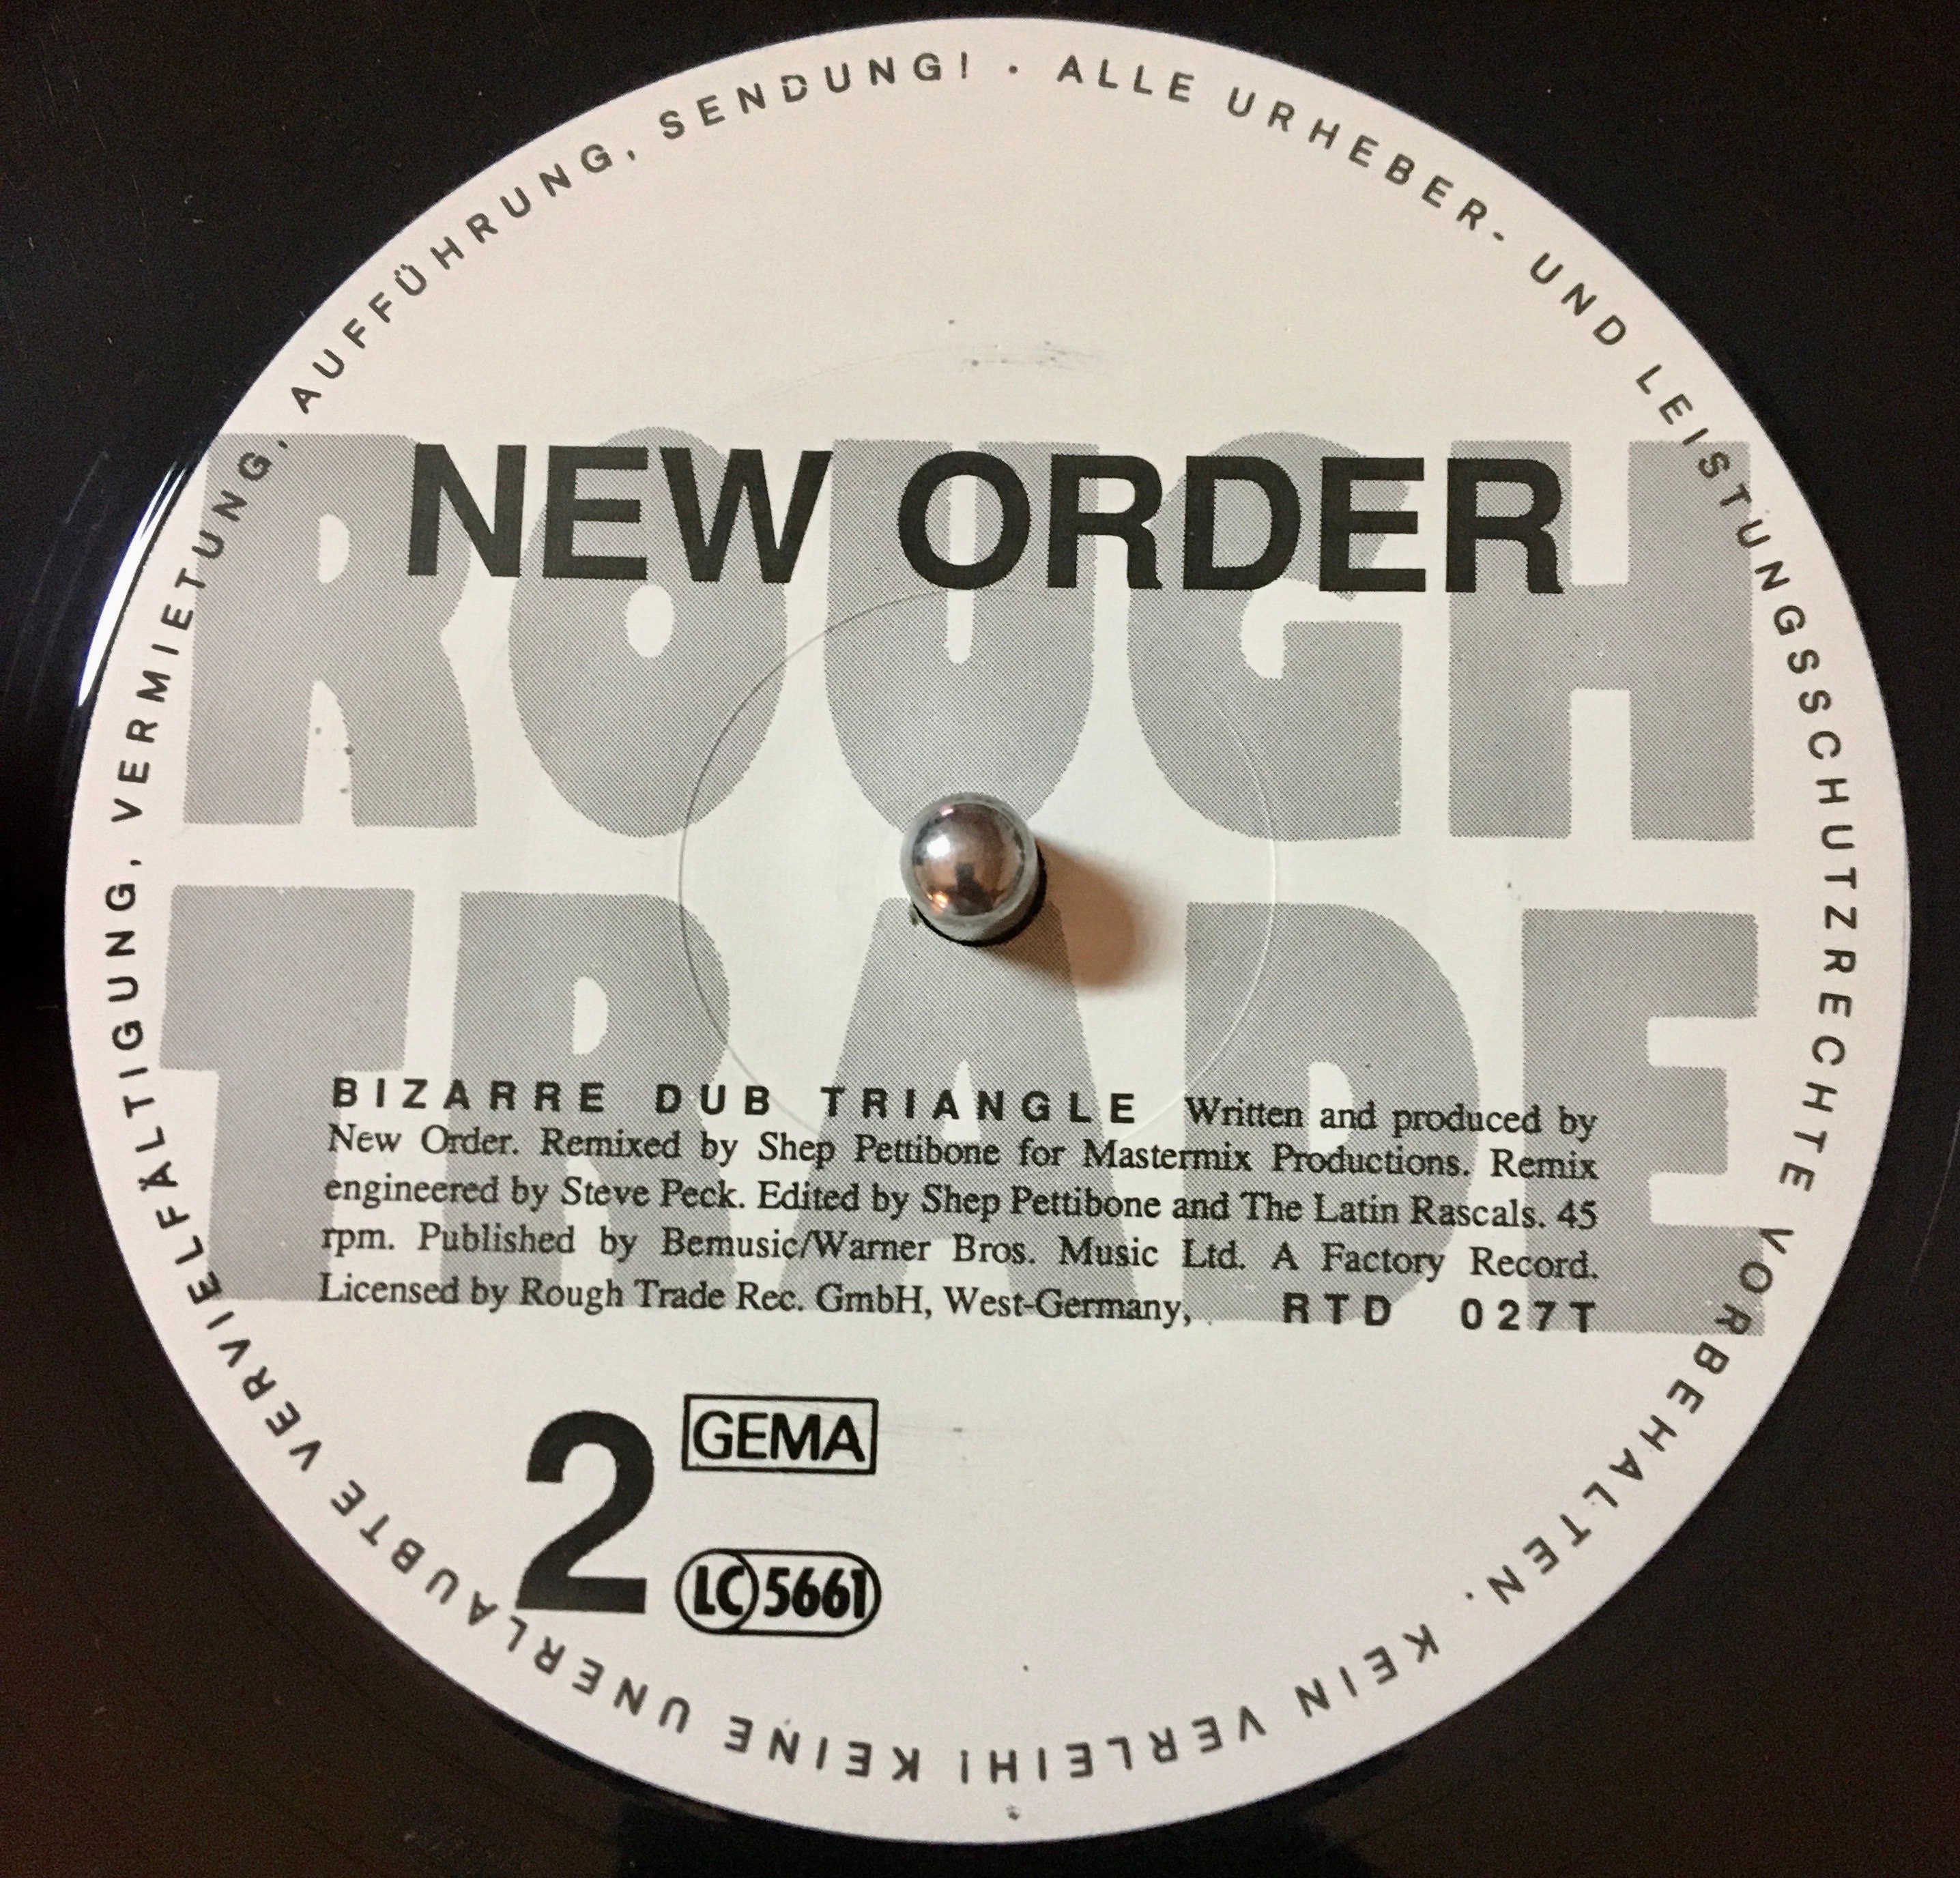 ALLE URHEBER- UND LEISTUNGSSCHUTZRECHTE VORBEHALTEN. KEIN VERLEIH! KEINE UNERLAUBTE VERVIELFÄLTIGUNG, VERMIETUNG, AUFFÜHRUNG, SENDUNG! ·
NEW ORDER
ROUGH
TRADE
BIZARRE DUB TRIANGLE Written and produced by
New Order. Remixed by Shep Pettibone for Mastermix Productions. Remix
engineered by Steve Peck. Edited by Shep Pettibone and The Latin Rascals. 45
rpm. Published by Bemusic/Warner Bros. Music Ltd. A Factory Record.
Licensed by Rough Trade Rec. GmbH, West-Germany, RTD 027T
2
GEMA
LC 5661